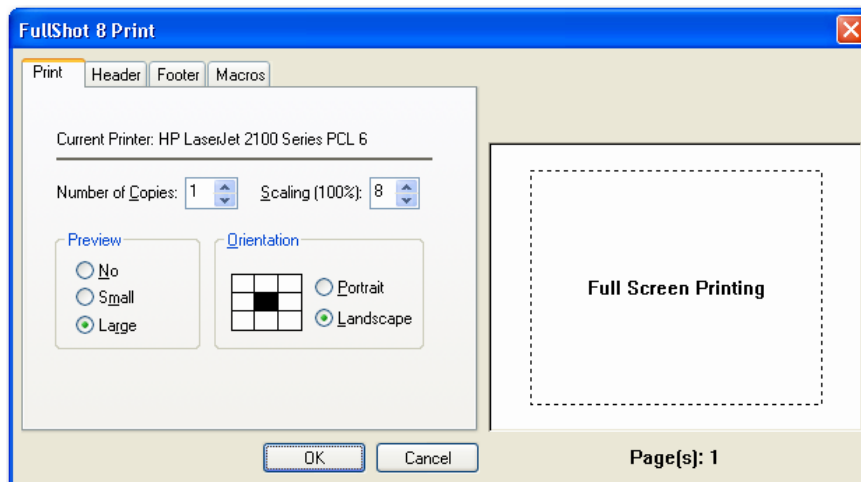 FullShot 8 Print
Print Header Footer Macros
Current Printer: HP LaserJet 2100 Series PCL 6
Number of Copies: 1 Scaling (100%): 8
Preview
No
Small
Large
Orientation
Portrait
Landscape
Full Screen Printing
OK Cancel
Page(s): 1